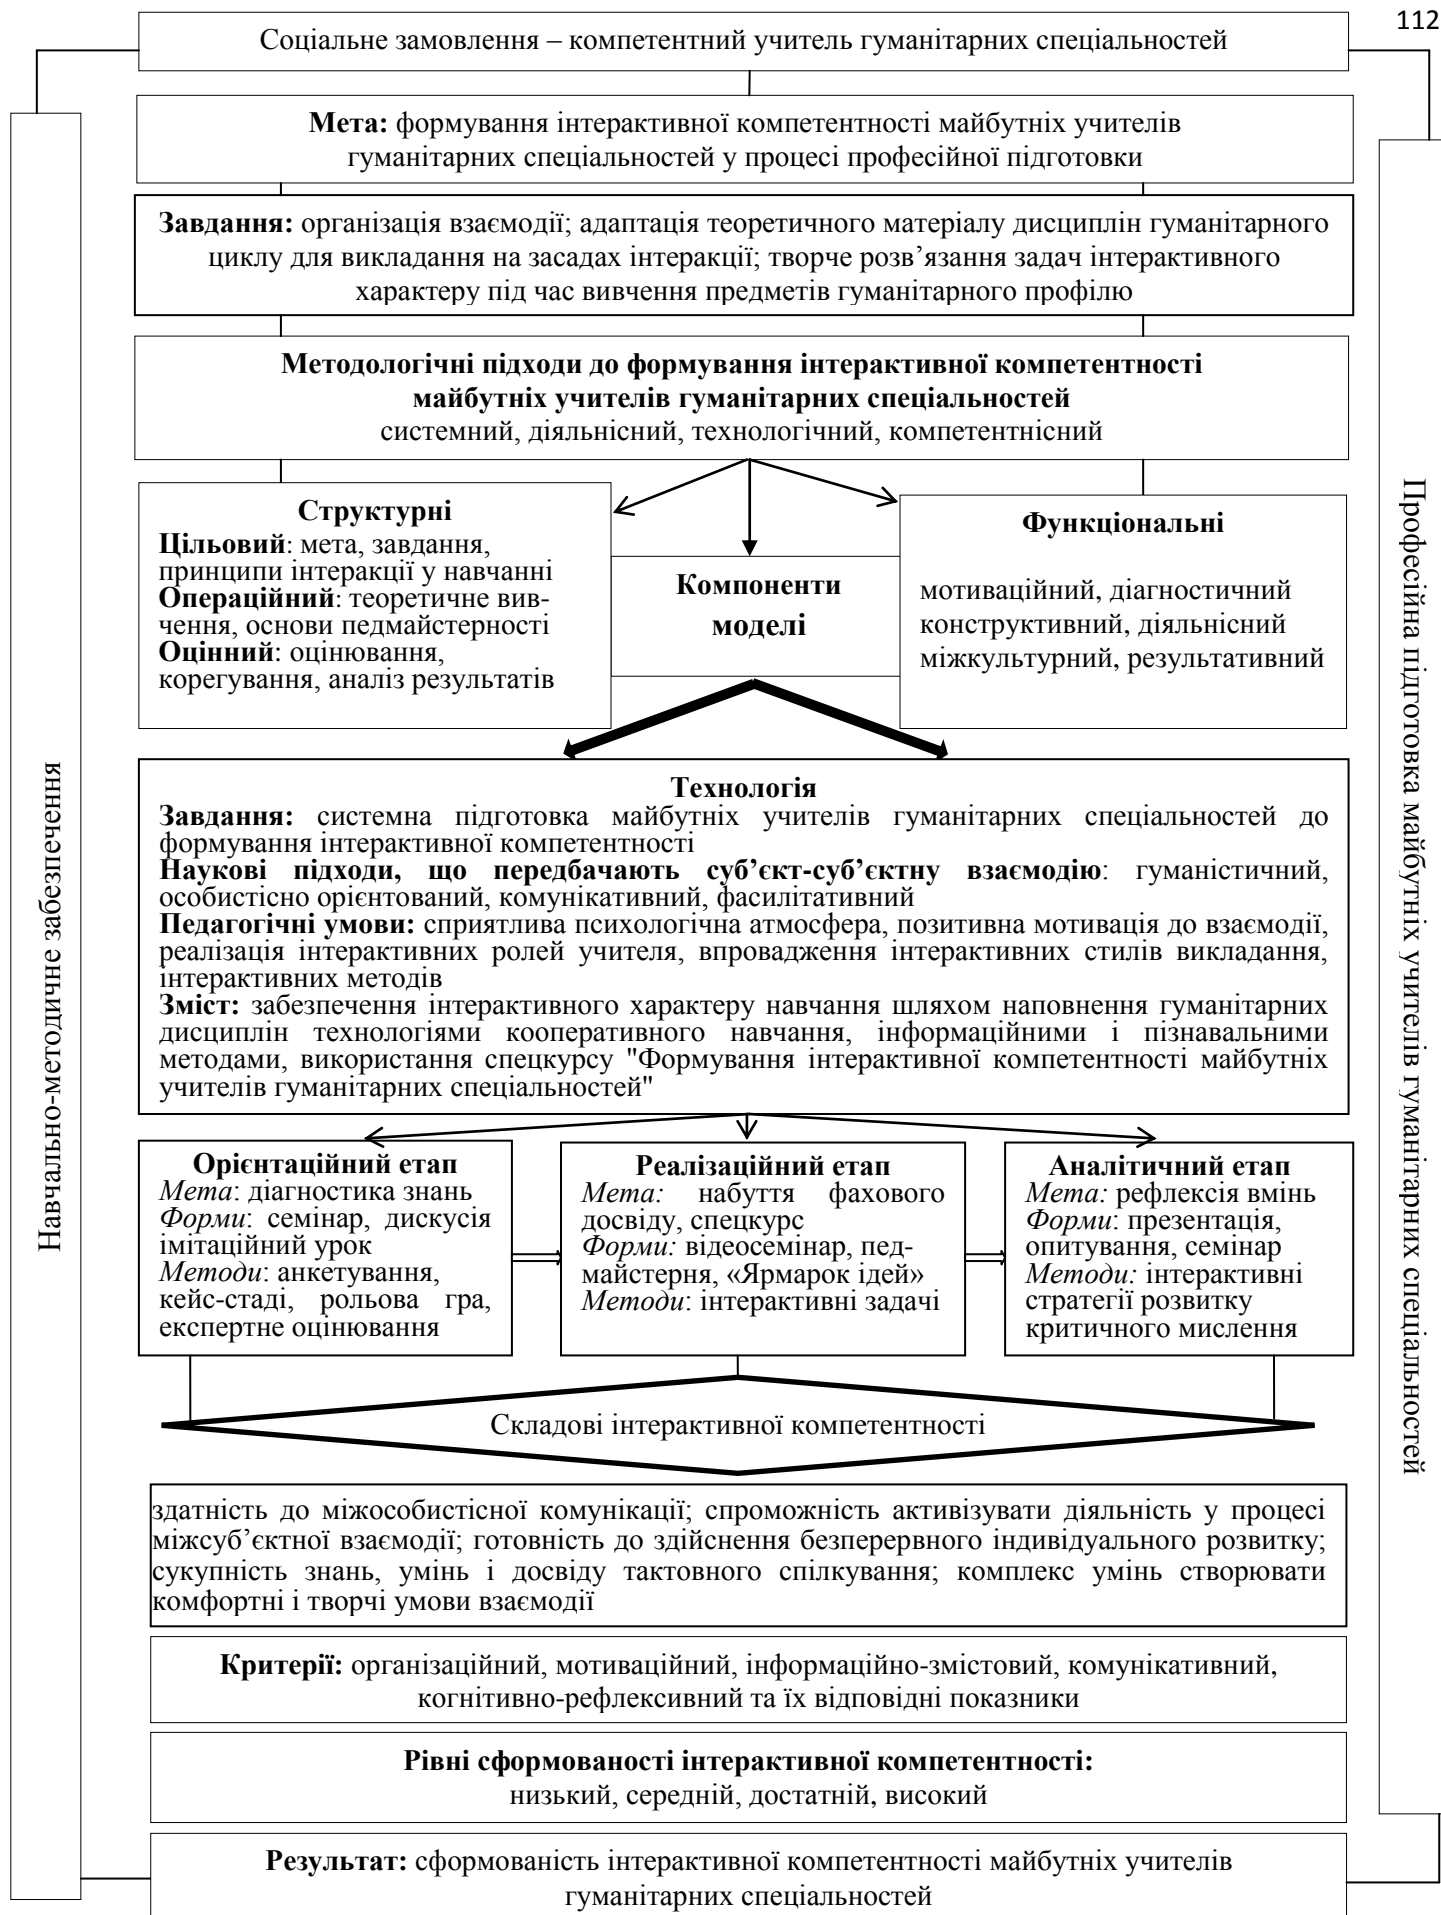 112
Соціальне замовлення – компетентний учитель гуманітарних спеціальностей
Мета: формування інтерактивної компетентності майбутніх учителів
гуманітарних спеціальностей у процесі професійної підготовки
Завдання: організація взаємодії; адаптація теоретичного матеріалу дисциплін гуманітарного
циклу для викладання на засадах інтеракції; творче розв’язання задач інтерактивного
характеру під час вивчення предметів гуманітарного профілю
Методологічні підходи до формування інтерактивної компетентності
майбутніх учителів гуманітарних спеціальностей
системний, діяльнісний, технологічний, компетентнісний
Структурні
Цільовий: мета, завдання,
принципи інтеракції у навчанні
Операційний: теоретичне вив-
чення, основи педмайстерності
Оцінний: оцінювання,
корегування, аналіз результатів
Компоненти
моделі
Функціональні
мотиваційний, діагностичний
конструктивний, діяльнісний
міжкультурний, результативний
Технологія
Завдання: системна підготовка майбутніх учителів гуманітарних спеціальностей до
формування інтерактивної компетентності
Наукові підходи, що передбачають суб’єкт-суб’єктну взаємодію: гуманістичний,
особистісно орієнтований, комунікативний, фасилітативний
Педагогічні умови: сприятлива психологічна атмосфера, позитивна мотивація до взаємодії,
реалізація інтерактивних ролей учителя, впровадження інтерактивних стилів викладання,
інтерактивних методів
Зміст: забезпечення інтерактивного характеру навчання шляхом наповнення гуманітарних
дисциплін технологіями кооперативного навчання, інформаційними і пізнавальними
методами, використання спецкурсу "Формування інтерактивної компетентності майбутніх
учителів гуманітарних спеціальностей"
Орієнтаційний етап
Мета: діагностика знань
Форми: семінар, дискусія
імітаційний урок
Методи: анкетування,
кейс-стаді, рольова гра,
експертне оцінювання
Реалізаційний етап
Мета: набуття фахового
досвіду, спецкурс
Форми: відеосемінар, пед-
майстерня, «Ярмарок ідей»
Методи: інтерактивні задачі
Аналітичний етап
Мета: рефлексія вмінь
Форми: презентація,
опитування, семінар
Методи: інтерактивні
стратегії розвитку
критичного мислення
Складові інтерактивної компетентності
здатність до міжособистісної комунікації; спроможність активізувати діяльність у процесі
міжсуб’єктної взаємодії; готовність до здійснення безперервного індивідуального розвитку;
сукупність знань, умінь і досвіду тактовного спілкування; комплекс умінь створювати
комфортні і творчі умови взаємодії
Критерії: організаційний, мотиваційний, інформаційно-змістовий, комунікативний,
когнітивно-рефлексивний та їх відповідні показники
Рівні сформованості інтерактивної компетентності:
низький, середній, достатній, високий
Результат: сформованість інтерактивної компетентності майбутніх учителів
гуманітарних спеціальностей
Навчально-методичне забезпечення
Професійна підготовка майбутніх учителів гуманітарних спеціальностей